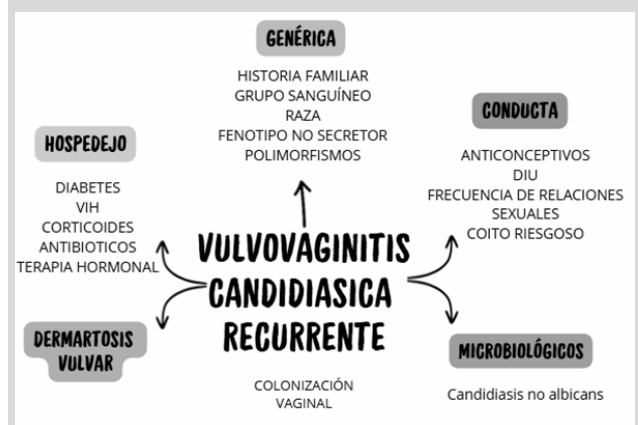 GENÉRICA
HISTORIA FAMILIAR
GRUPO SANGUÍNEO
RAZA
FENOTIPO NO SECRETOR
POLIMORFISMOS
CONDUCTA
ANTICONCEPTIVOS
DIU
FRECUENCIA DE RELACIONES
SEXUALES
COITO RIESGOSO
HOSPEDEJO
DIABETES
VIH
CORTICOIDES
ANTIBIOTICOS
TERAPIA HORMONAL
VULVOVAGINITIS
CANDIDIASICA
RECURRENTE
DERMARTOSIS
VULVAR
MICROBIOLÓGICOS
Candidiasis no albicans
COLONIZACIÓN
VAGINAL